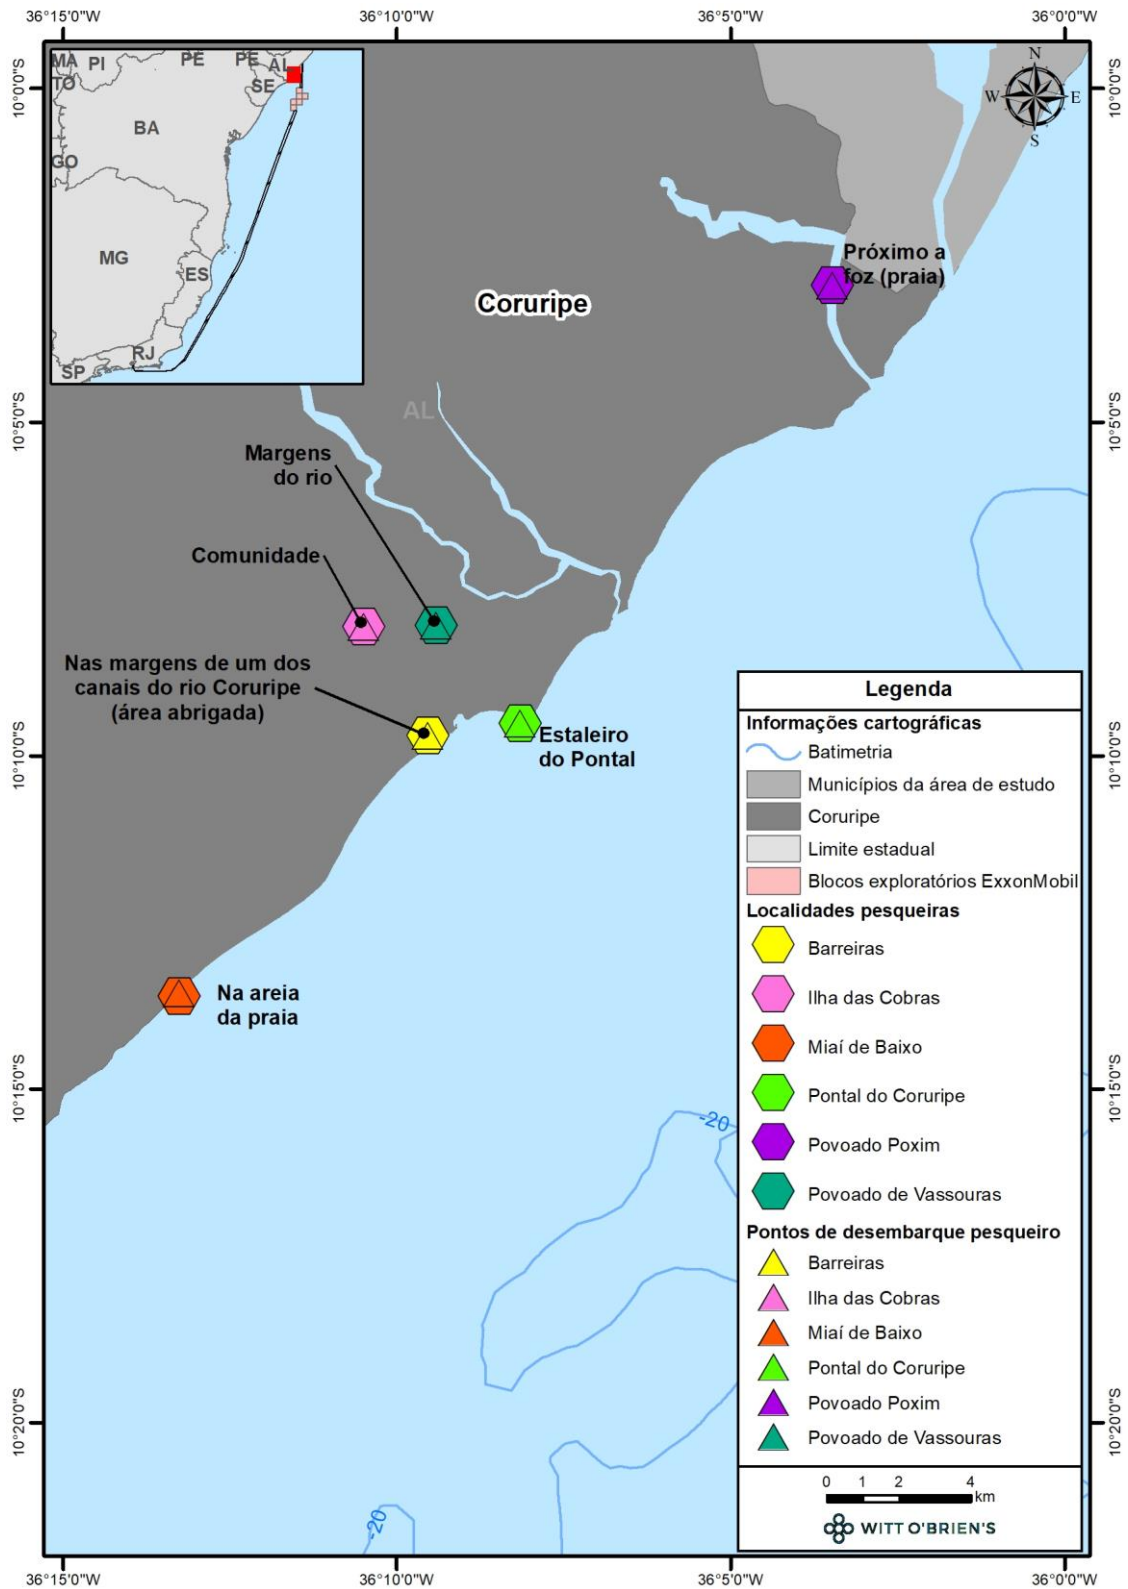 36°15'0"W
36°10'0"W
36°5'0"W
36°0'0"W
10°0'0"S
10°5'0"S
10°10'0"S
10°15'0"S
10°20'0"S
MA
PI
PE
PE
AL
TO
SE
BA
GO
MG
ES
RJ
SP
N
W
E
S
Próximo a
foz (praia)
Coruripe
AL
Margens
do rio
Comunidade
Nas margens de um dos
canais do rio Coruripe
(área abrigada)
Estaleiro
do Pontal
Na areia
da praia
-20
-20
Legenda
Informações cartográficas
Batimetria
Municípios da área de estudo
Coruripe
Limite estadual
Blocos exploratórios ExxonMobil
Localidades pesqueiras
Barreiras
Ilha das Cobras
Miaí de Baixo
Pontal do Coruripe
Povoado Poxim
Povoado de Vassouras
Pontos de desembarque pesqueiro
Barreiras
Ilha das Cobras
Miaí de Baixo
Pontal do Coruripe
Povoado Poxim
Povoado de Vassouras
0 1 2 4
km
WITT O'BRIEN'S
10°0'0"S
10°5'0"S
10°10'0"S
10°15'0"S
10°20'0"S
36°15'0"W
36°10'0"W
36°5'0"W
36°0'0"W